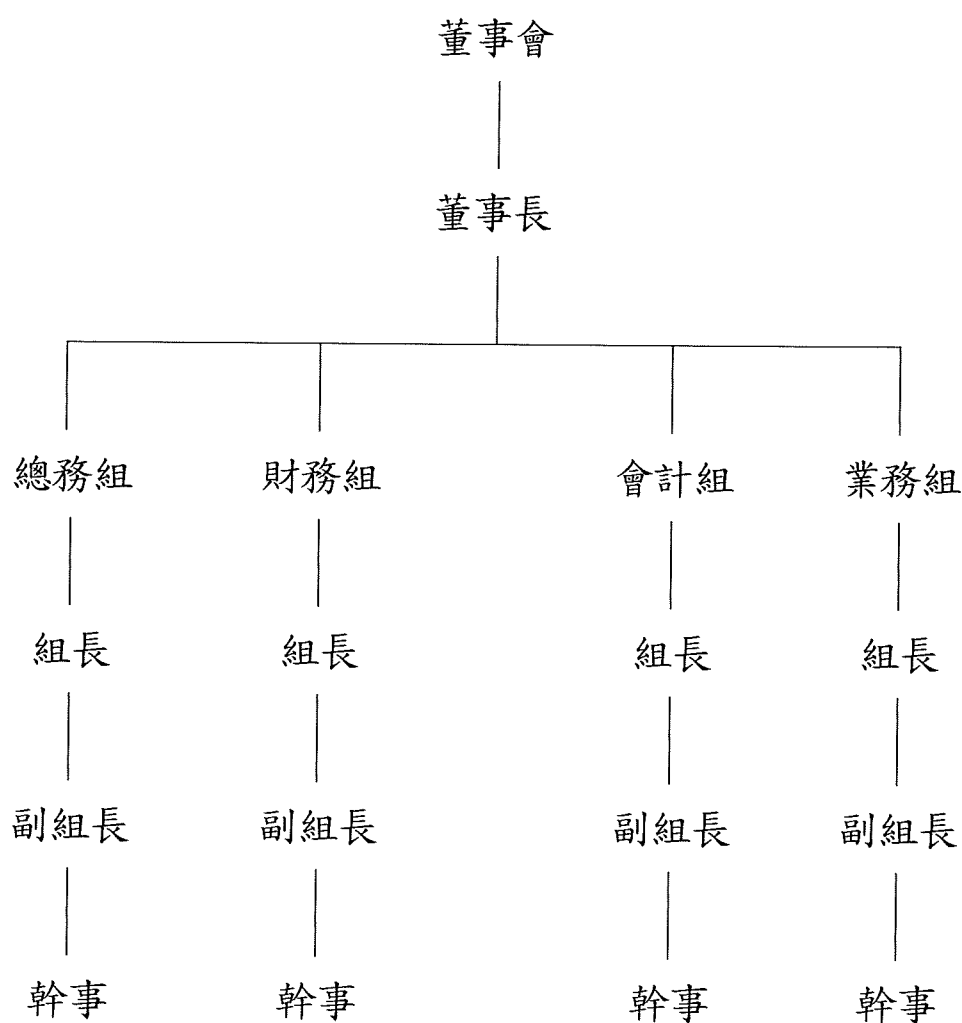 董事會
董事長
總務組 財務組 會計組 業務組
組長 組長 組長 組長
副組長 副組長 副組長 副組長
幹事 幹事 幹事 幹事